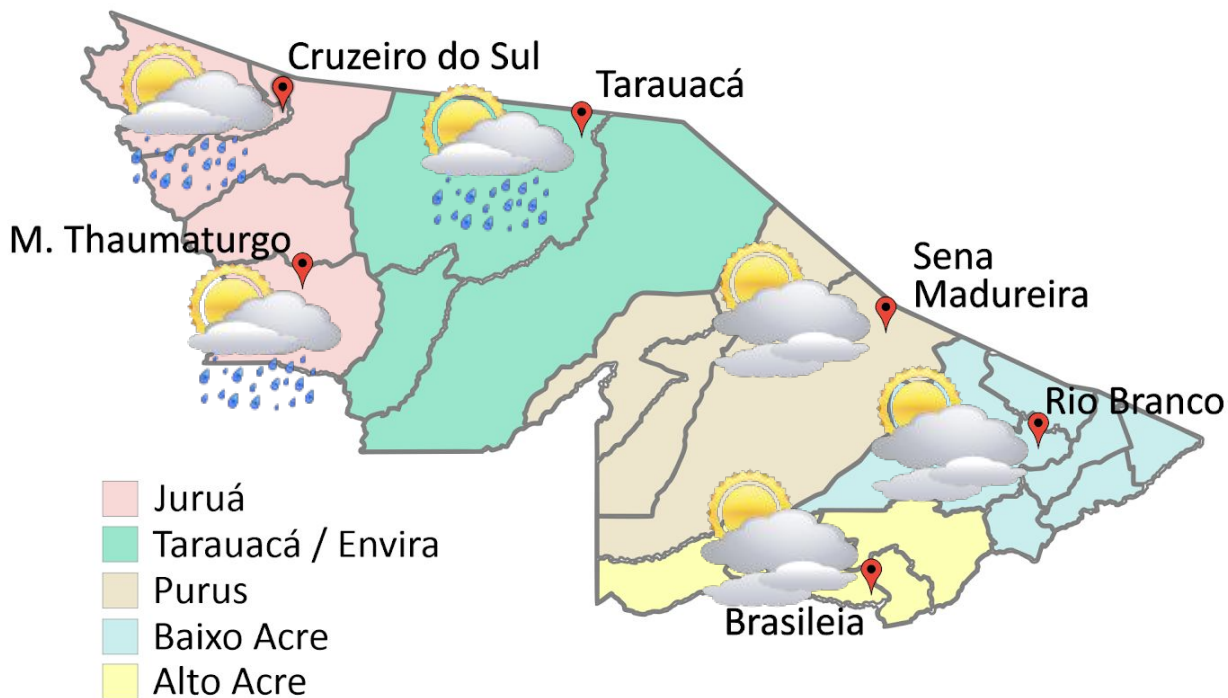 Cruzeiro do Sul
Tarauacá
M. Thaumaturgo
Sena
Madureira
Rio Branco
Brasileia
Juruá
Tarauacá / Envira
Purus
Baixo Acre
Alto Acre